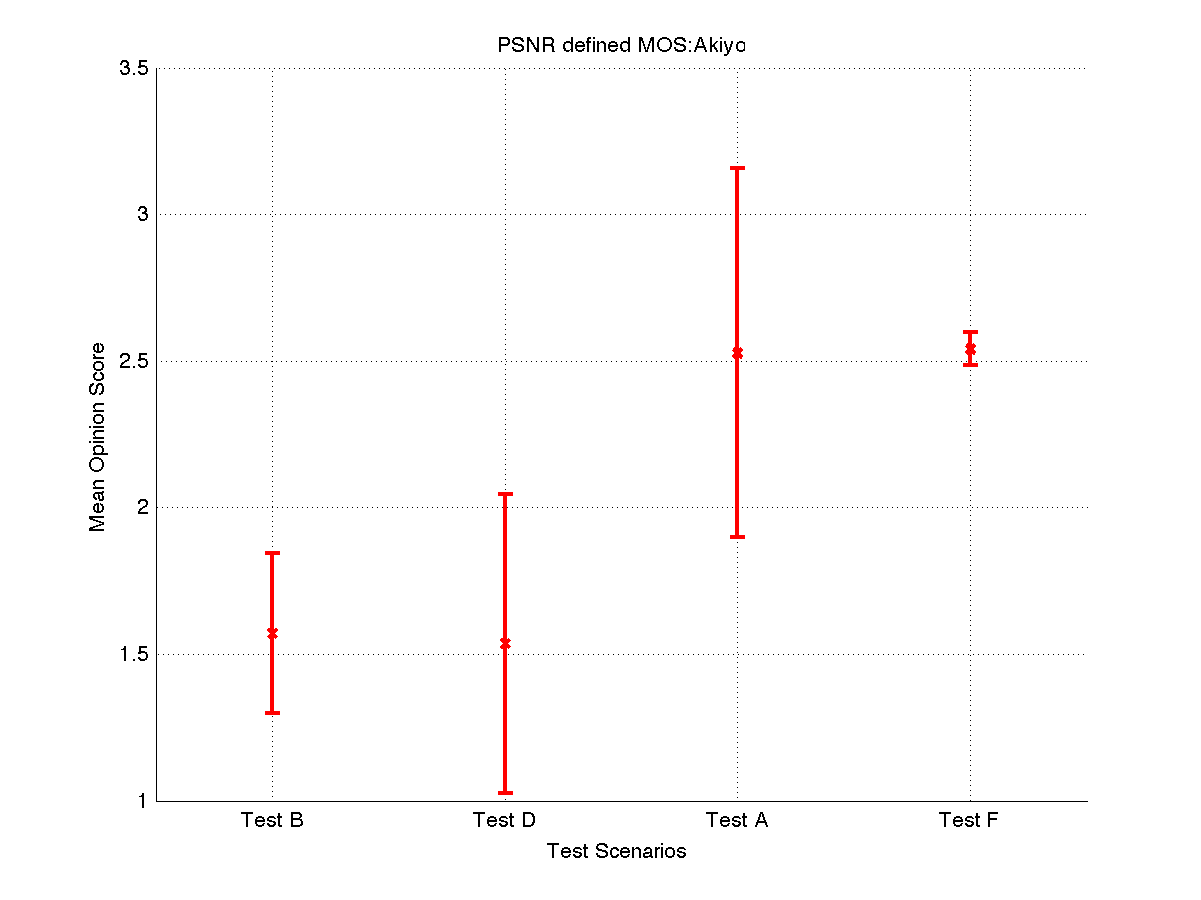 PSNR defined MOS:Akiyo
3.5
3
2.5
2
1.5
1
Mean Opinion Score
Test B
Test D
Test A
Test F
Test Scenarios